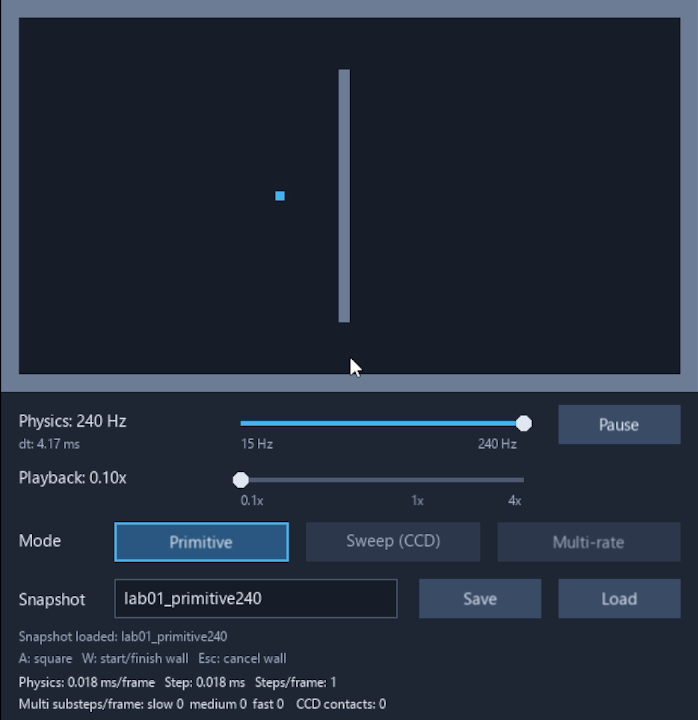 Physics: 240 Hz
dt: 4.17 ms
15 Hz
240 Hz
Pause
Playback: 0.10x
0.1x
1x
4x
Mode
Primitive
Sweep (CCD)
Multi-rate
Snapshot
lab01_primitive240
Save
Load
Snapshot loaded: lab01_primitive240
A: square W: start/finish wall Esc: cancel wall
Physics: 0.018 ms/frame Step: 0.018 ms Steps/frame: 1
Multi substeps/frame: slow 0 medium 0 fast 0 CCD contacts: 0